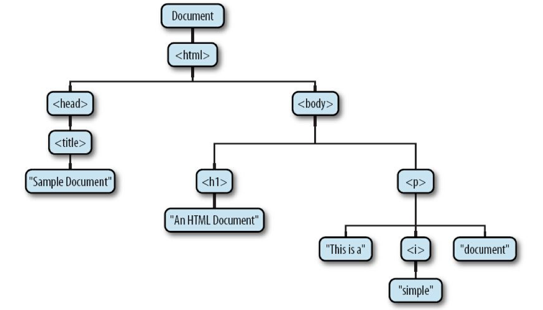 Document
<html>
<head>
<body>
<title>
"Sample Document"
<h1>
<p>
"An HTML Document"
"This is a"
<i>
"document"
"simple"